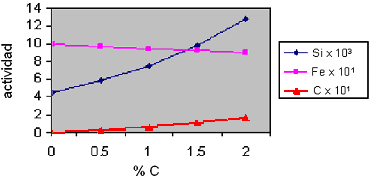 14
12
10
8
6
4
2
0
actividad
0 0.5 1 1.5 2
% C
Si x 10³
Fe x 10¹
C x 10¹